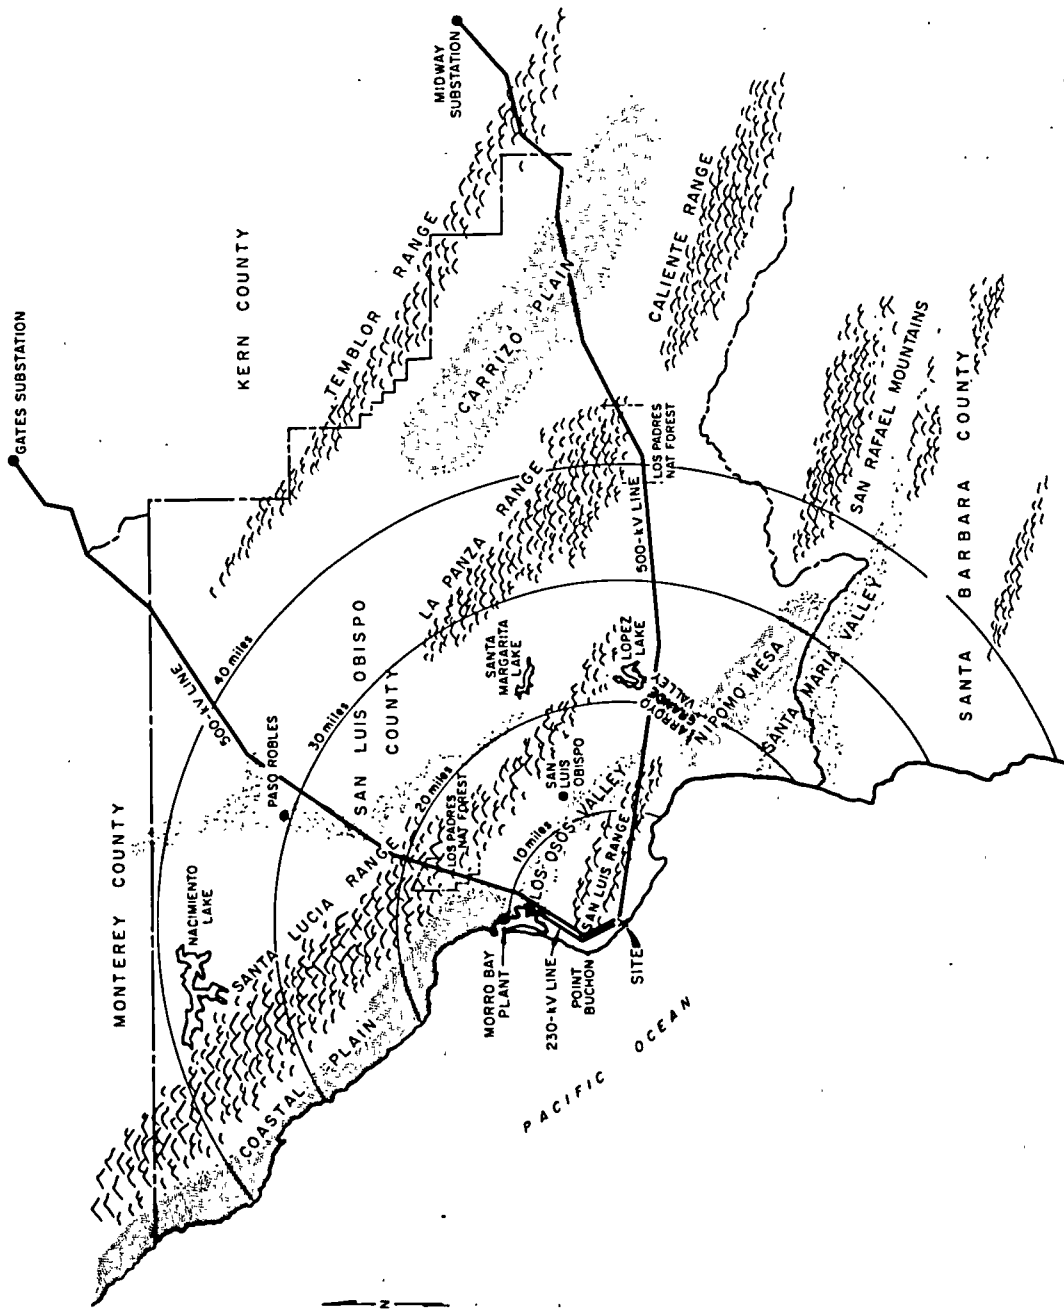 GATES SUBSTATION
MIDWAY
SUBSTATION
KERN COUNTY
TEMBLOR RANGE
CARRIZO PLAIN
CALIENTE RANGE
MONTEREY COUNTY
500-KV LINE
40 miles
NACIMIENTO
LAKE
PASO ROBLES
30 miles
SAN LUIS OBISPO
COUNTY
LA PANZA RANGE
SANTA
MARGARITA
LAKE
LOS PADRES
NAT FOREST
500-KV LINE
SANTA LUCIA RANGE
20 miles
LOS PADRES
NAT FOREST
COASTAL PLAIN
10 miles
SAN
LUIS
OBISPO
LOPEZ
LAKE
ARROYO
GRANDE
VALLEY
LOS OSOS VALLEY
SAN LUIS RANGE
NIPOMO MESA
SANTA MARIA VALLEY
SAN RAFAEL MOUNTAINS
SANTA BARBARA COUNTY
MORRO BAY
PLANT
230-KV LINE
POINT
BUCHON
SITE
PACIFIC OCEAN
N